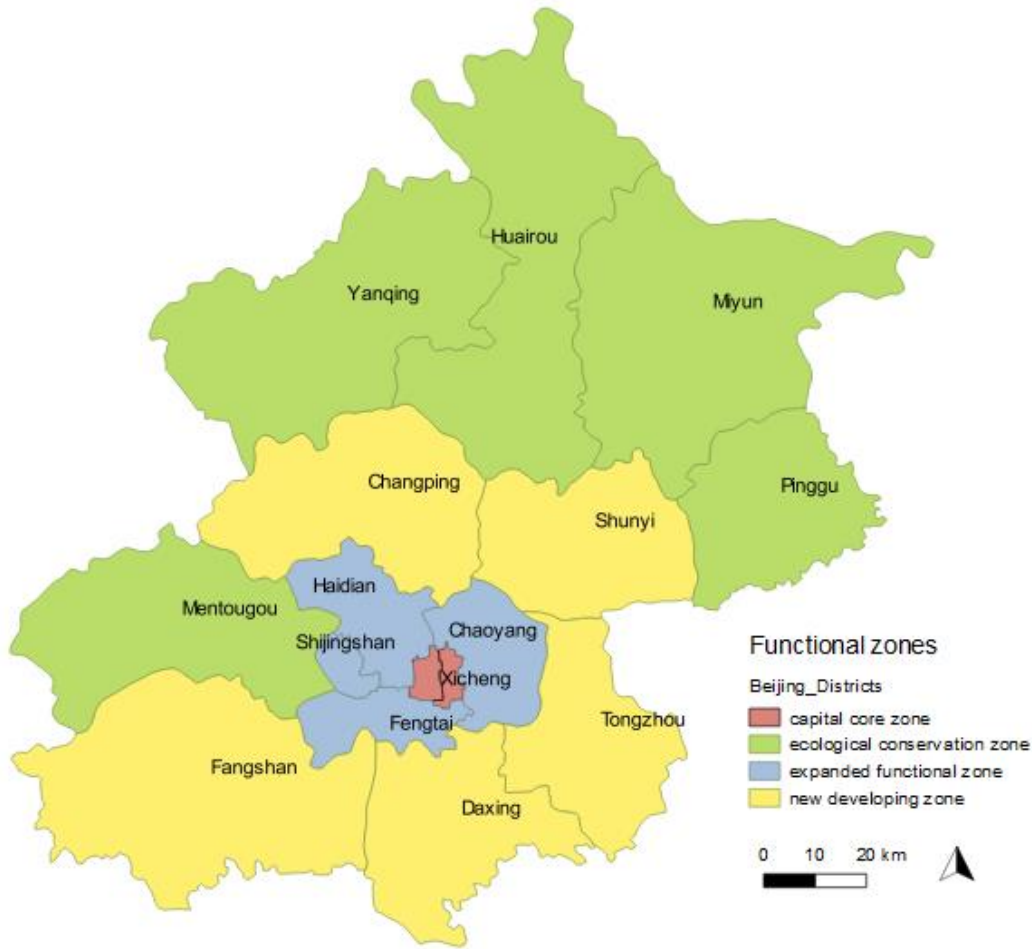 Huairou
Yanqing
Miyun
Changping
Pinggu
Shunyi
Haidian
Mentougou
Chaoyang
Shijingshan
Xicheng
Fengtai
Tongzhou
Fangshan
Daxing
Functional zones
Beijing_Districts
capital core zone
ecological conservation zone
expanded functional zone
new developing zone
0 10 20 km